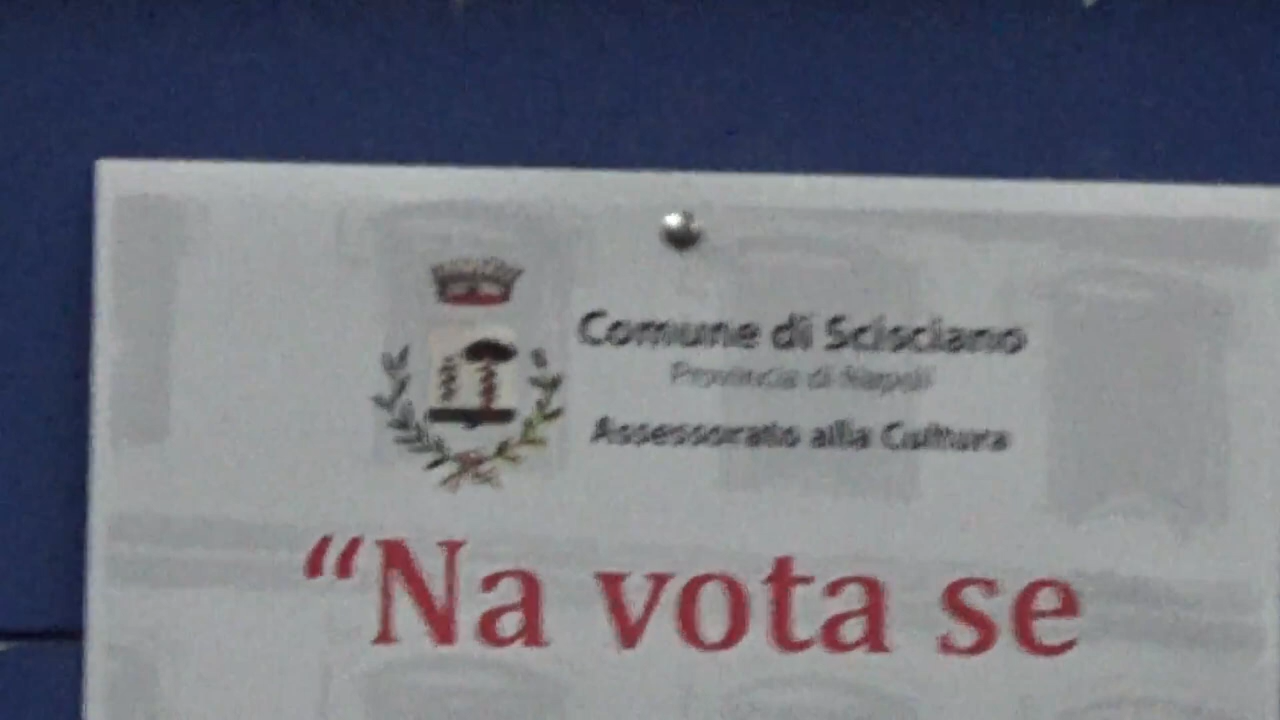 Comune di Scisciano
Provincia di Napoli
Assessorato alla Cultura
“Na vota se